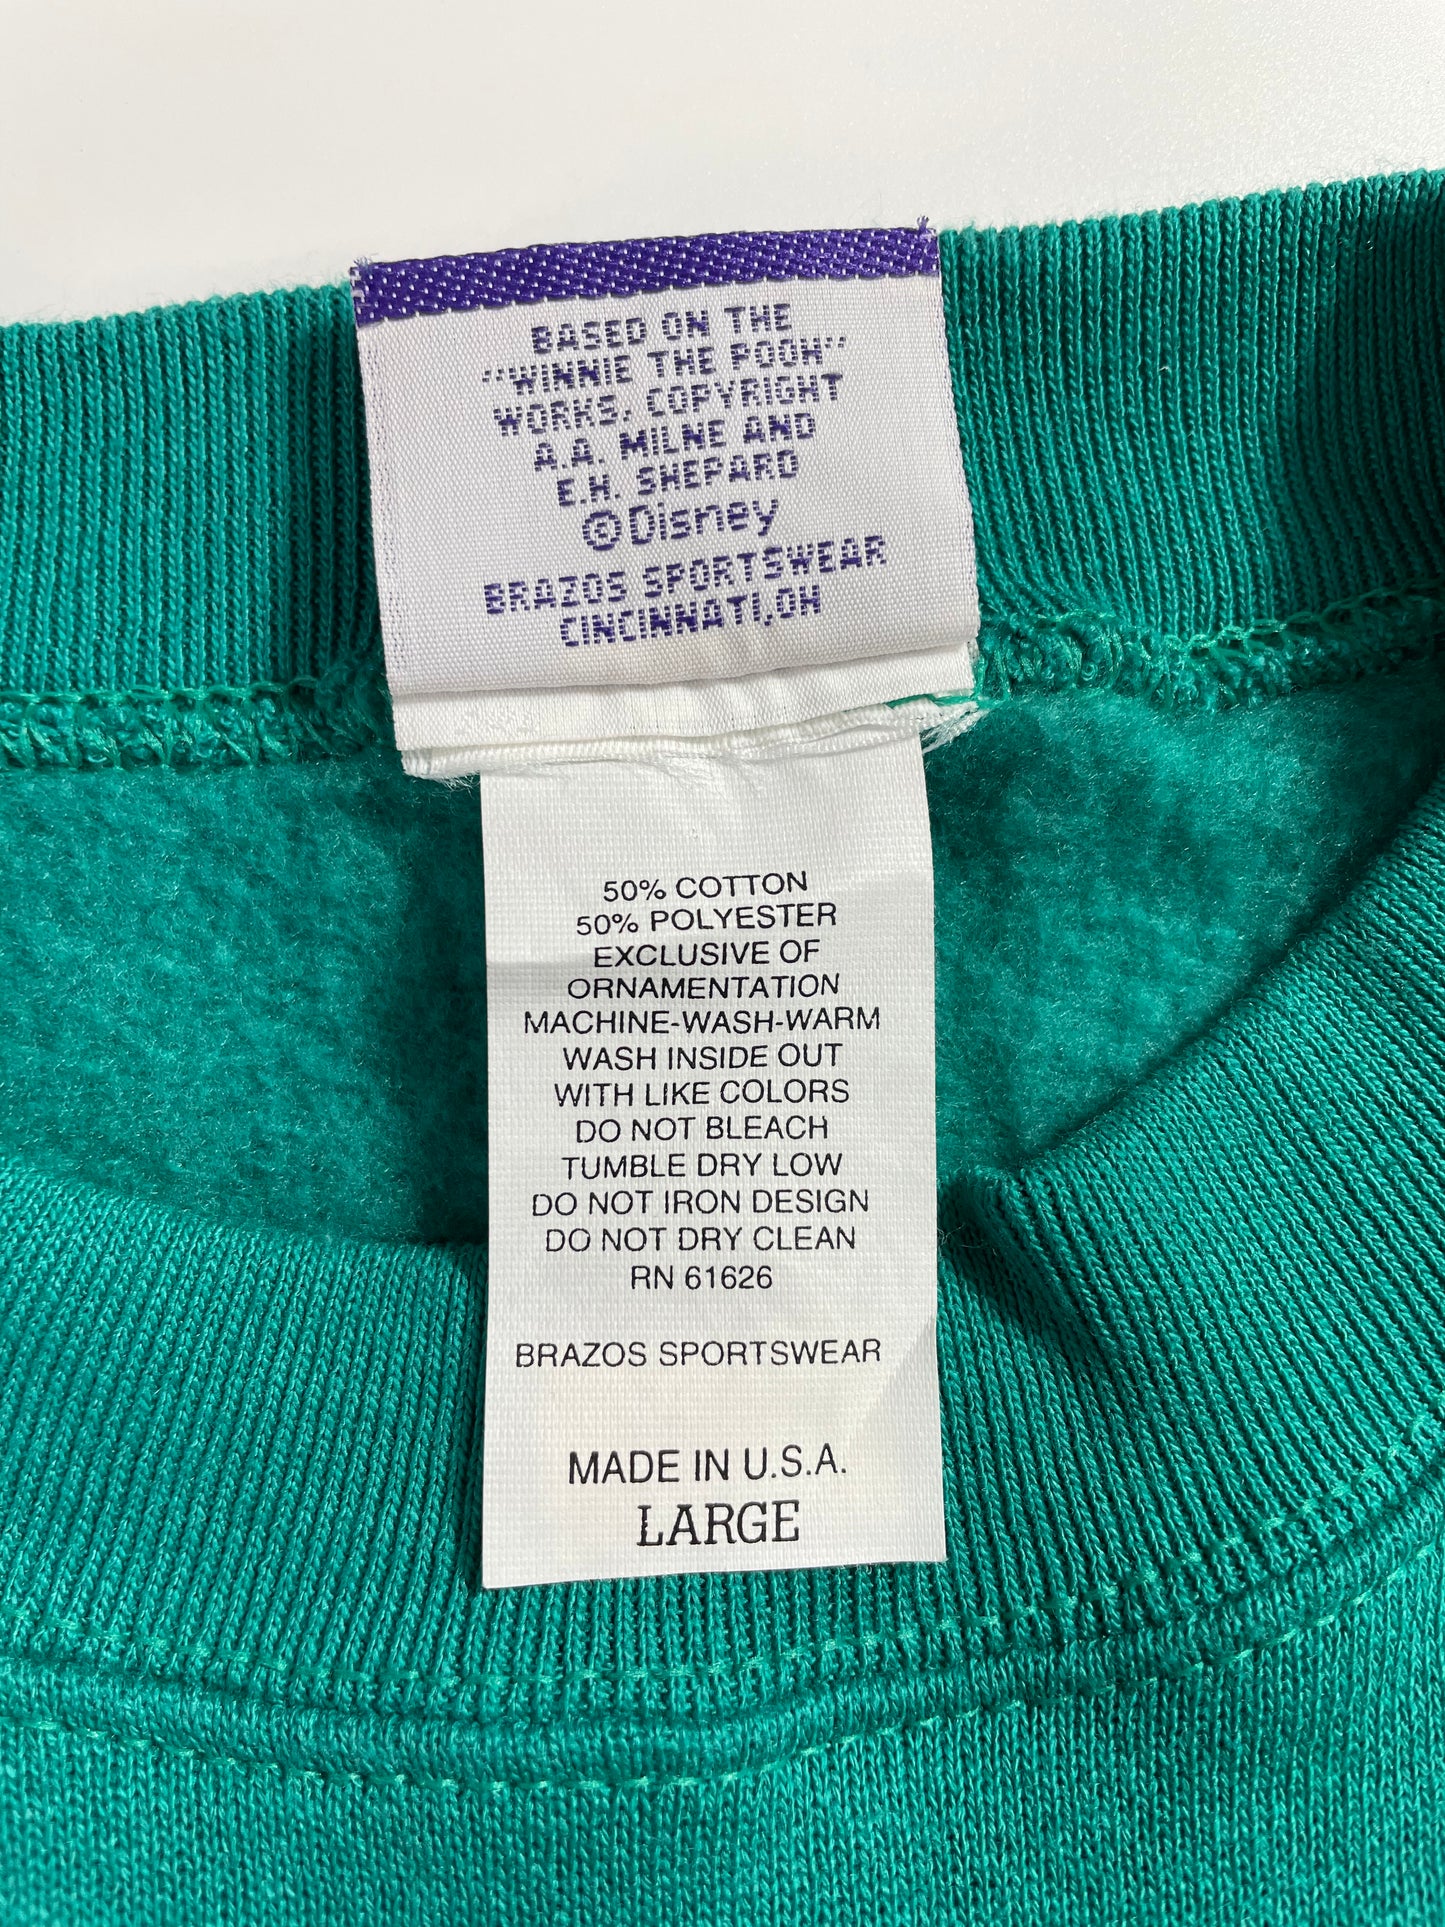 BASED ON THE
"WINNIE THE POOH"
WORKS, COPYRIGHT
A.A. MILNE AND
E.H. SHEPARD
©Disney
BRAZOS SPORTSWEAR
CINCINNATI,OH
50% COTTON
50% POLYESTER
EXCLUSIVE OF
ORNAMENTATION
MACHINE-WASH-WARM
WASH INSIDE OUT
WITH LIKE COLORS
DO NOT BLEACH
TUMBLE DRY LOW
DO NOT IRON DESIGN
DO NOT DRY CLEAN
RN 61626
BRAZOS SPORTSWEAR
MADE IN U.S.A.
LARGE